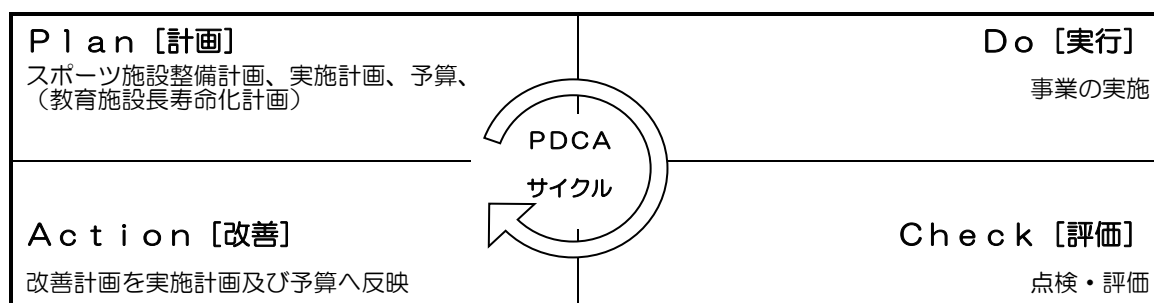 Ｐｌａｎ［計画］
スポーツ施設整備計画、実施計画、予算、
（教育施設長寿命化計画）
Ｄｏ［実行］
事業の実施
ＰＤＣＡ
サイクル
Ａｃｔｉｏｎ［改善］
改善計画を実施計画及び予算へ反映
Ｃｈｅｃｋ［評価］
点検・評価